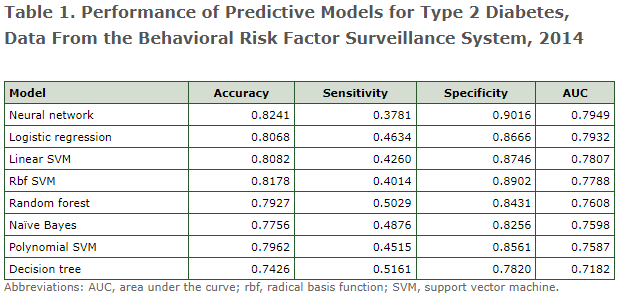 Table 1. Performance of Predictive Models for Type 2 Diabetes,
Data From the Behavioral Risk Factor Surveillance System, 2014
Model Accuracy Sensitivity Specificity AUC
Neural network 0.8241 0.3781 0.9016 0.7949
Logistic regression 0.8068 0.4634 0.8666 0.7932
Linear SVM 0.8082 0.4260 0.8746 0.7807
Rbf SVM 0.8178 0.4014 0.8902 0.7788
Random forest 0.7927 0.5029 0.8431 0.7608
Naïve Bayes 0.7756 0.4876 0.8256 0.7598
Polynomial SVM 0.7962 0.4515 0.8561 0.7587
Decision tree 0.7426 0.5161 0.7820 0.7182
Abbreviations: AUC, area under the curve; rbf, radical basis function; SVM, support vector machine.